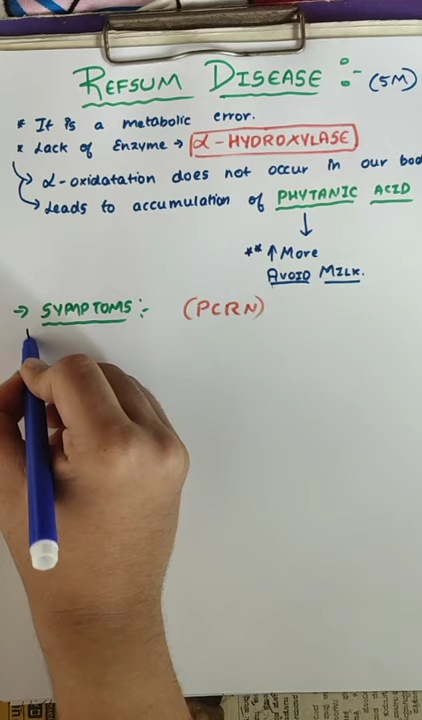 REFSUM DISEASE :- (5M)
* It is a metabolic error.
* Lack of Enzyme → α-HYDROXYLASE
→ α-oxidatation does not occur in our bod
→ Leads to accumulation of PHYTANIC ACID
** ↑ More
AVOID MILK.
→ SYMPTOMS :- (PCRN)